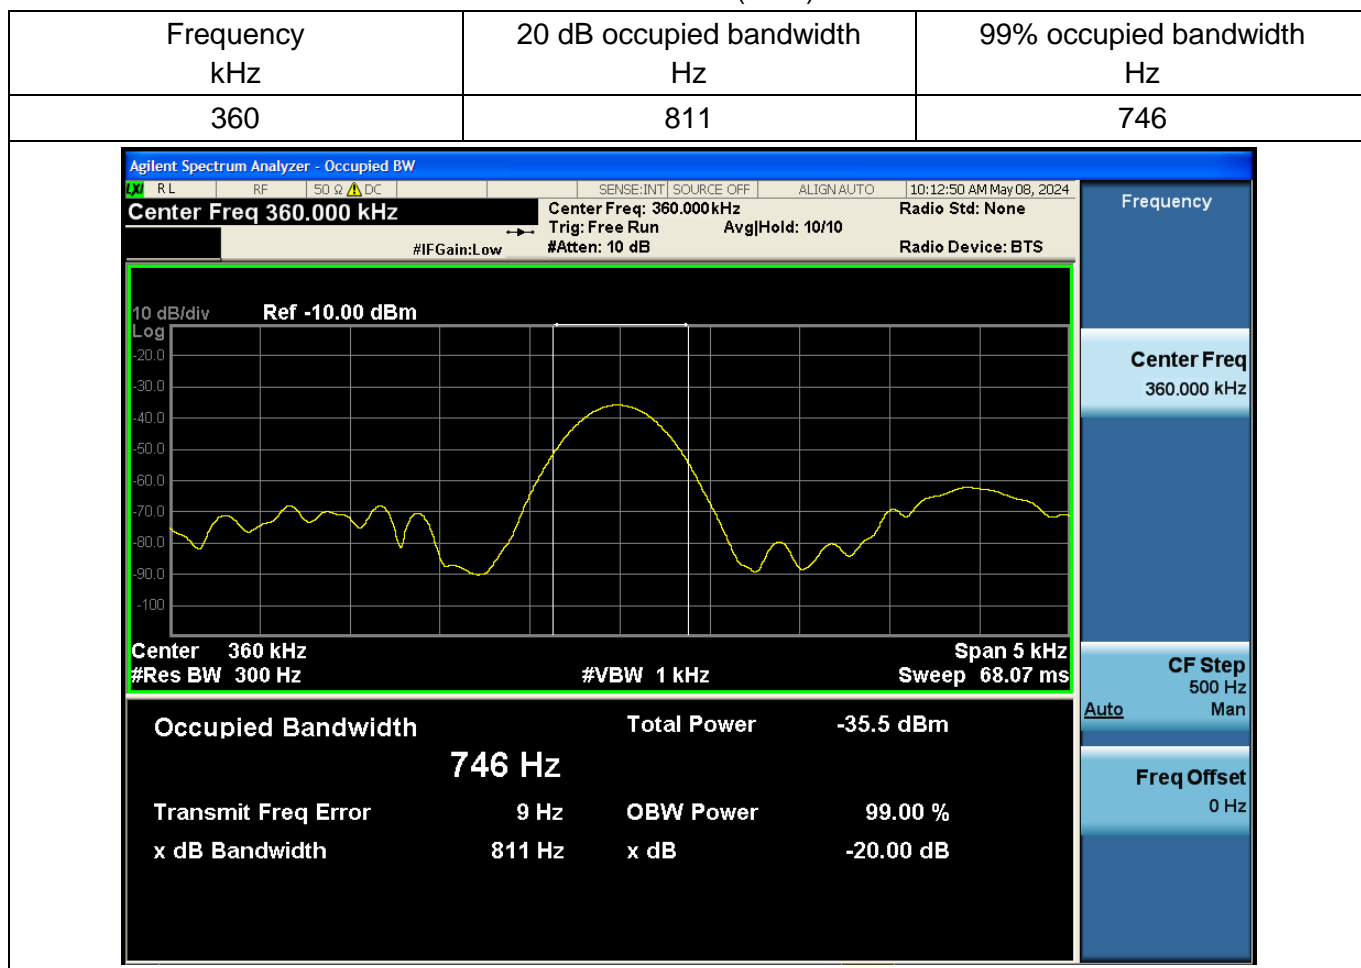 Frequency 20 dB occupied bandwidth 99% occupied bandwidth
kHz Hz Hz
360 811 746
Agilent Spectrum Analyzer - Occupied BW
LXI RL RF 50 Ω DC SENSE:INT SOURCE OFF ALIGN AUTO 10:12:50 AM May 08, 2024
Center Freq 360.000 kHz Center Freq: 360.000 kHz Radio Std: None
Trig: Free Run Avg|Hold: 10/10
#IFGain:Low #Atten: 10 dB Radio Device: BTS
10 dB/div Ref -10.00 dBm
Log
-20.0
-30.0
-40.0
-50.0
-60.0
-70.0
-80.0
-90.0
-100
Center 360 kHz Span 5 kHz
#Res BW 300 Hz #VBW 1 kHz Sweep 68.07 ms
Occupied Bandwidth Total Power -35.5 dBm
746 Hz
Transmit Freq Error 9 Hz OBW Power 99.00 %
x dB Bandwidth 811 Hz x dB -20.00 dB
Frequency
Center Freq
360.000 kHz
CF Step
500 Hz
Auto Man
Freq Offset
0 Hz